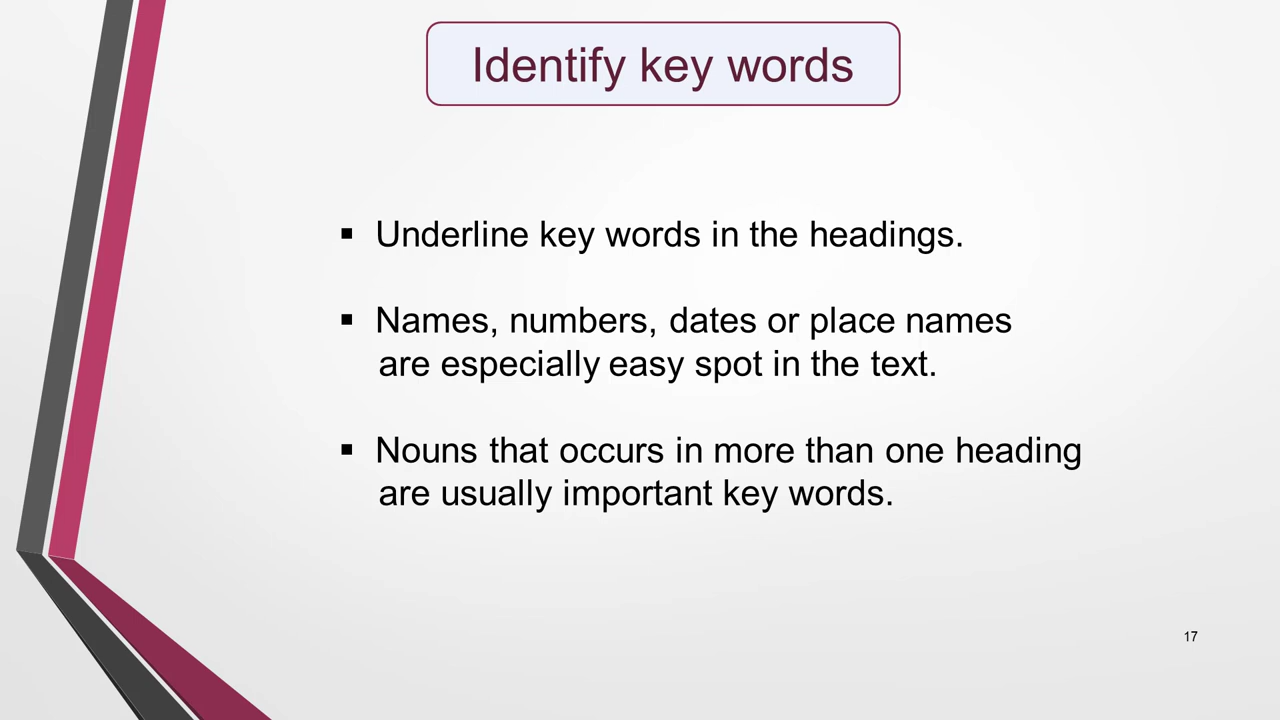 Identify key words
▪ Underline key words in the headings.
▪ Names, numbers, dates or place names
are especially easy spot in the text.
▪ Nouns that occurs in more than one heading
are usually important key words.
17